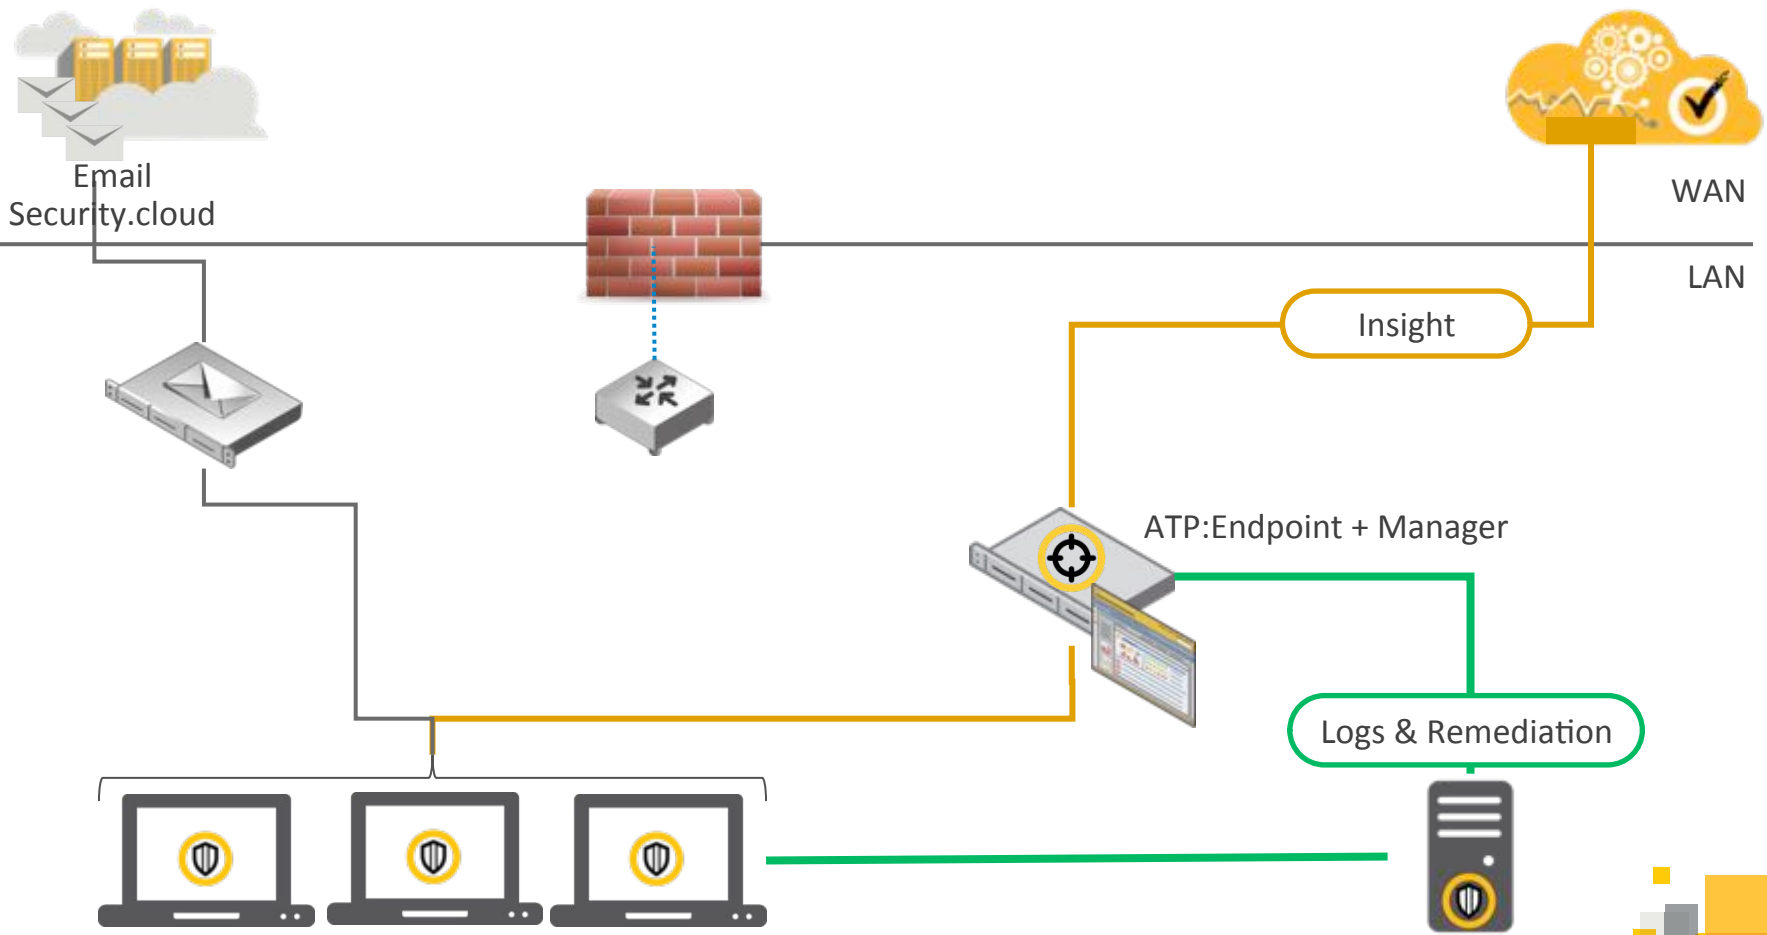 Email
Security.cloud
WAN
LAN
Insight
ATP:Endpoint + Manager
Logs & Remediation